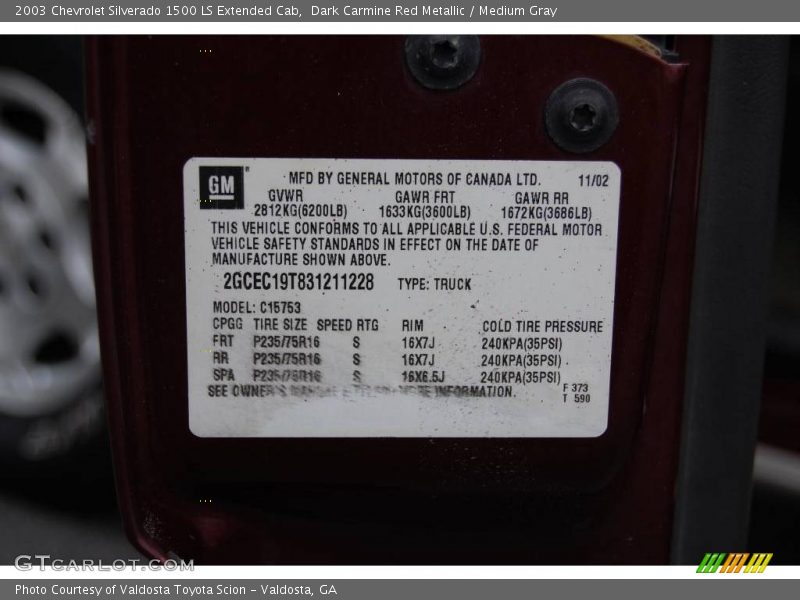 2003 Chevrolet Silverado 1500 LS Extended Cab,  Dark Carmine Red Metallic / Medium Gray
GM
MFD BY GENERAL MOTORS OF CANADA LTD. 11/02
GVWR GAWR FRT GAWR RR
2812KG(6200LB) 1633KG(3600LB) 1672KG(3686LB)
THIS VEHICLE CONFORMS TO ALL APPLICABLE U.S. FEDERAL MOTOR
VEHICLE SAFETY STANDARDS IN EFFECT ON THE DATE OF
MANUFACTURE SHOWN ABOVE.
2GCEC19T831211228 TYPE: TRUCK
MODEL: C15753
CPGG TIRE SIZE SPEED RTG RIM COLD TIRE PRESSURE
FRT P235/75R16 S 16X7J 240KPA(35PSI)
RR P235/75R16 S 16X7J 240KPA(35PSI)
SPA P235/75R16 S 16X6.5J 240KPA(35PSI)
SEE OWNER'S INFORMATION. F 373
T 590
GTcarlot.com
Photo Courtesy of Valdosta Toyota Scion – Valdosta, GA